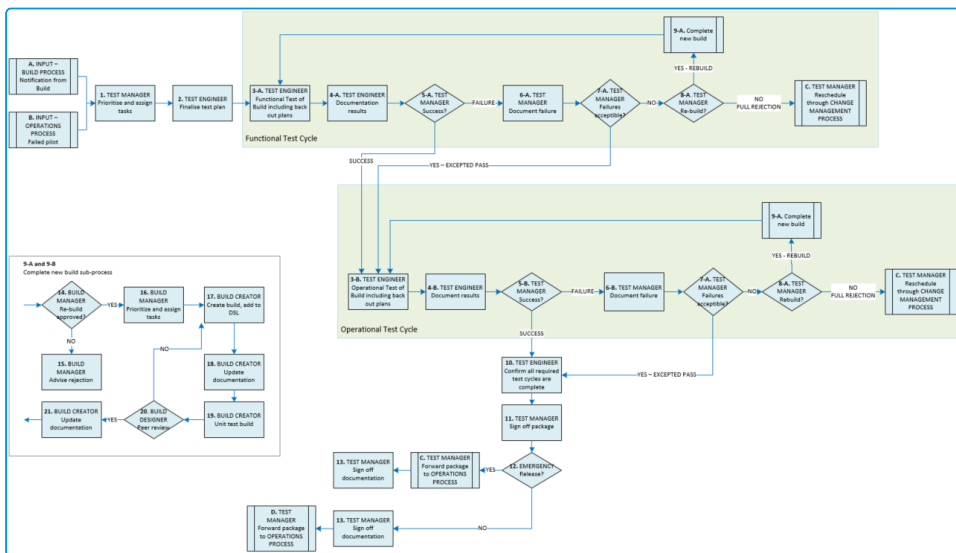 A. INPUT –
BUILD PROCESS
Notification from
Build
B. INPUT –
OPERATIONS
PROCESS
Failed pilot
1. TEST MANAGER
Prioritise and assign
tasks
2. TEST ENGINEER
Finalise test plan
3-A. TEST ENGINEER
Functional Test of
Build including back
out plans
4-A. TEST ENGINEER
Documentation
results
5-A. TEST
MANAGER
Success?
FAILURE
6-A. TEST
MANAGER
Document failure
7-A. TEST
MANAGER
Failures
acceptible?
NO
8-A. TEST
MANAGER
Re-build?
YES - REBUILD
9-A. Complete
new build
NO
FULL REJECTION
C. TEST MANAGER
Reschedule
through CHANGE
MANAGEMENT
PROCESS
Functional Test Cycle
SUCCESS
YES – EXCEPTED PASS
3-B. TEST ENGINEER
Operational Test of
Build including back
out plans
4-B. TEST ENGINEER
Document results
5-B. TEST
MANAGER
Success?
FAILURE
6-B. TEST MANAGER
Document failure
7-A. TEST
MANAGER
Failures
acceptible?
NO
8-A. TEST
MANAGER
Rebuild?
YES - REBUILD
9-A. Complete
new build
NO
FULL REJECTION
C. TEST MANAGER
Reschedule
through CHANGE
MANAGEMENT
PROCESS
Operational Test Cycle
SUCCESS
YES – EXCEPTED PASS
10. TEST ENGINEER
Confirm all required
test cycles are
complete
11. TEST MANAGER
Sign off package
12. EMERGENCY
Release?
YES
C. TEST MANAGER
Forward package
to OPERATIONS
PROCESS
13. TEST MANAGER
Sign off
documentation
NO
13. TEST MANAGER
Sign off
documentation
D. TEST
MANAGER
Forward package
to OPERATIONS
PROCESS
9-A and 9-B
Complete new build sub-process
14. BUILD
MANAGER
Re-build
approved?
YES
16. BUILD
MANAGER
Prioritize and assign
tasks
17. BUILD CREATOR
Create build, add to
DSL
NO
15. BUILD
MANAGER
Advise rejection
NO
18. BUILD CREATOR
Update
documentation
19. BUILD CREATOR
Unit test build
20. BUILD
DESIGNER
Peer review
YES
21. BUILD CREATOR
Update
documentation